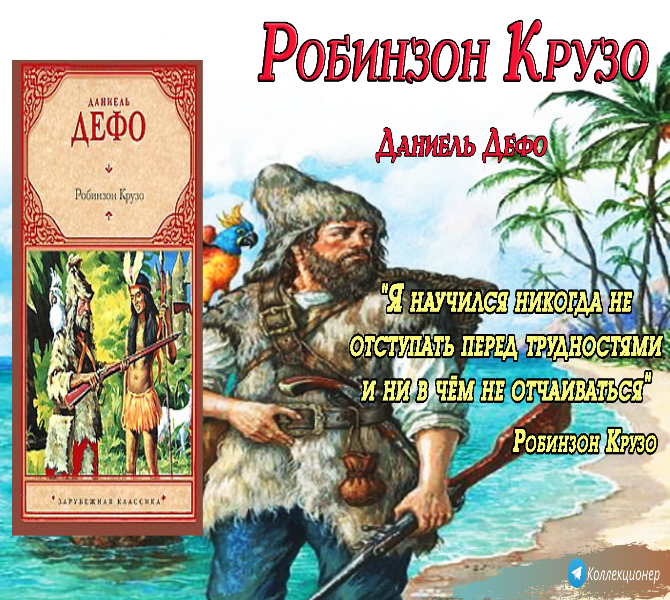 Робинзон Крузо
Даниель Дефо
ДАНИЕЛЬ
ДЕФО
Робинзон Крузо
ЗАРУБЕЖНАЯ КЛАССИКА
"Я научился никогда не
отступать перед трудностями
и ни в чём не отчаиваться"
Робинзон Крузо
Коллекционер